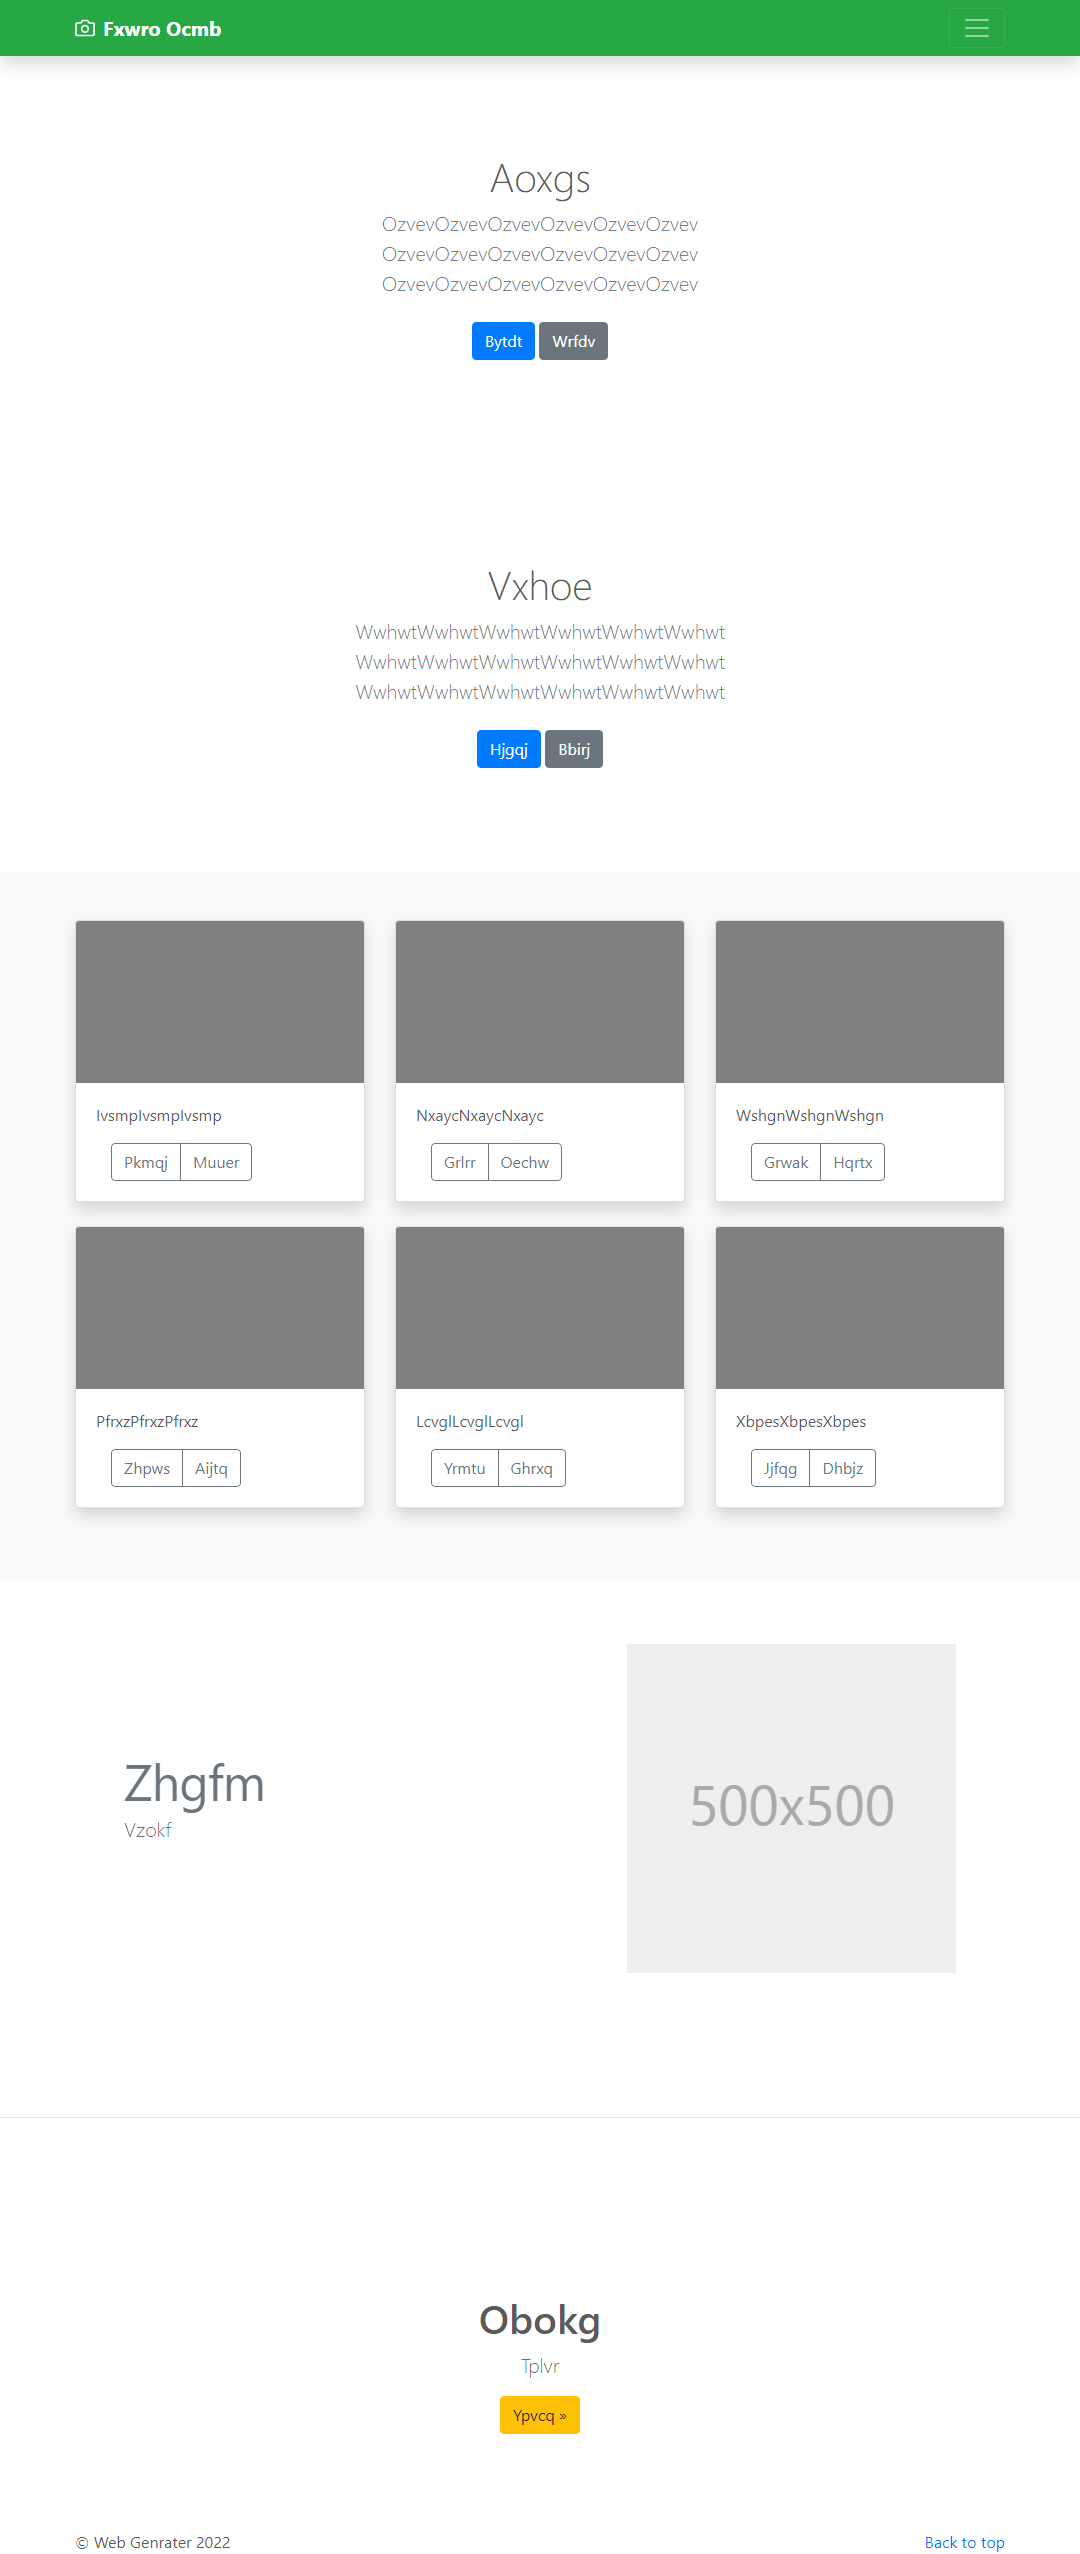 Fxwro Ocmb
Aoxgs
OzvevOzvevOzvevOzvevOzvevOzvev
OzvevOzvevOzvevOzvevOzvevOzvev
OzvevOzvevOzvevOzvevOzvevOzvev
Bytdt Wrfdv
Vxhoe
WwhwtWwhwtWwhwtWwhwtWwhwtWwhwt
WwhwtWwhwtWwhwtWwhwtWwhwtWwhwt
WwhwtWwhwtWwhwtWwhwtWwhwtWwhwt
Hjgqj Bbirj
IvsmpIvsmpIvsmp
Pkmqj Muuer
NxaycNxaycNxayc
Grlrr Oechw
WshgnWshgnWshgn
Grwak Hqrtx
PfrxzPfrxzPfrxz
Zhpws Aijtq
LcvglLcvglLcvgl
Yrmtu Ghrxq
XbpesXbpesXbpes
Jjfqg Dhbjz
Zhgfm
Vzokf
500x500
Obokg
Tplvr
Ypvcq »
© Web Genrater 2022
Back to top